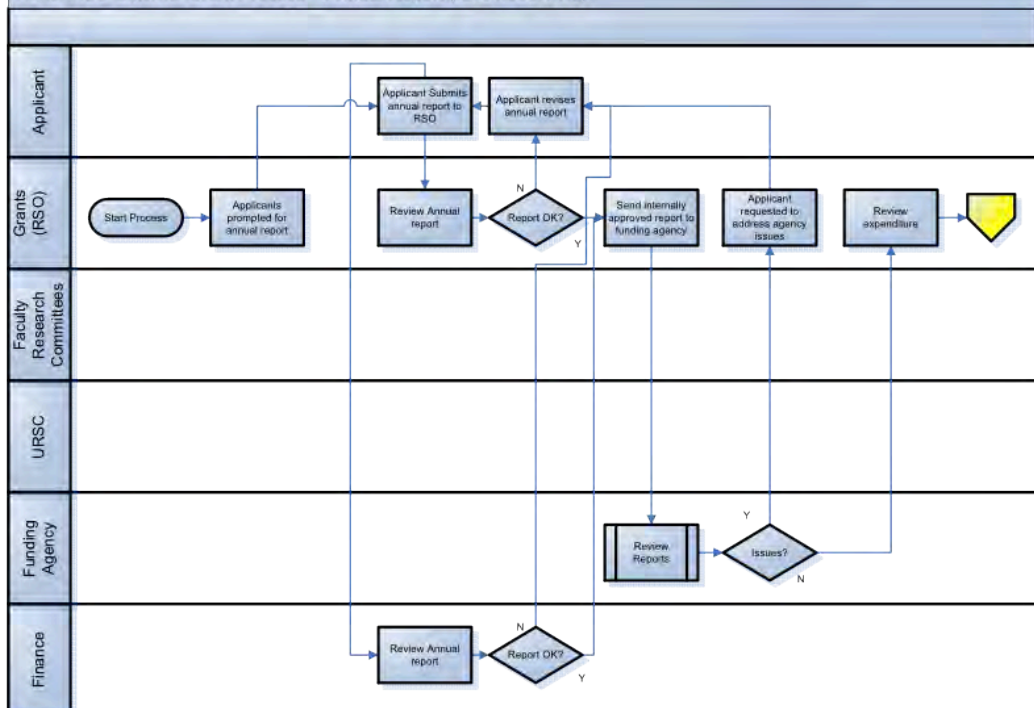 Applicant
Applicant Submits
annual report to
RSO
Applicant revises
annual report
Grants
(RSO)
Start Process
Applicants
prompted for
annual report
Review Annual
report
N
Report OK?
Y
Send internally
approved report to
funding agency
Applicant
requested to
address agency
issues
Review
expenditure
Faculty
Research
Committees
URSC
Funding
Agency
Review
Reports
Y
Issues?
N
Finance
Review Annual
report
N
Report OK?
Y